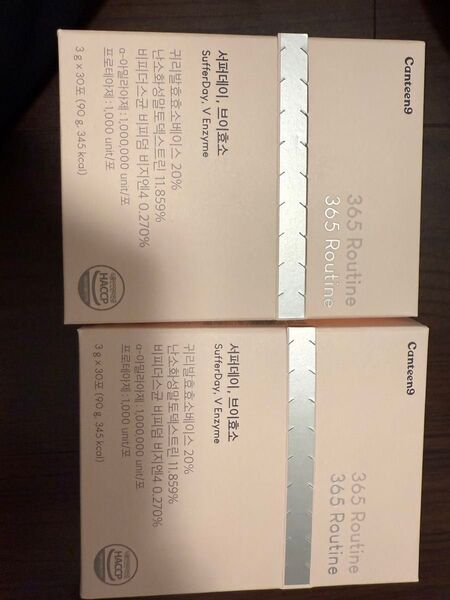 Canteen9
365 Routine
365 Routine
서퍼데이, 브이효소
SufferDay, V Enzyme
귀리발효효소베이스 20%
난소화성말토덱스트린 11.859%
비피더스균 비피덤 비지엔4 0.270%
α-아밀라아제 : 1,000,000 unit/포
프로테아제 : 1,000 unit/포
3 g x 30포 (90 g, 345 kcal)
HACCP
Canteen9
365 Routine
365 Routine
서퍼데이, 브이효소
SufferDay, V Enzyme
귀리발효효소베이스 20%
난소화성말토덱스트린 11.859%
비피더스균 비피덤 비지엔4 0.270%
α-아밀라아제 : 1,000,000 unit/포
프로테아제 : 1,000 unit/포
3 g x 30포 (90 g, 345 kcal)
HACCP